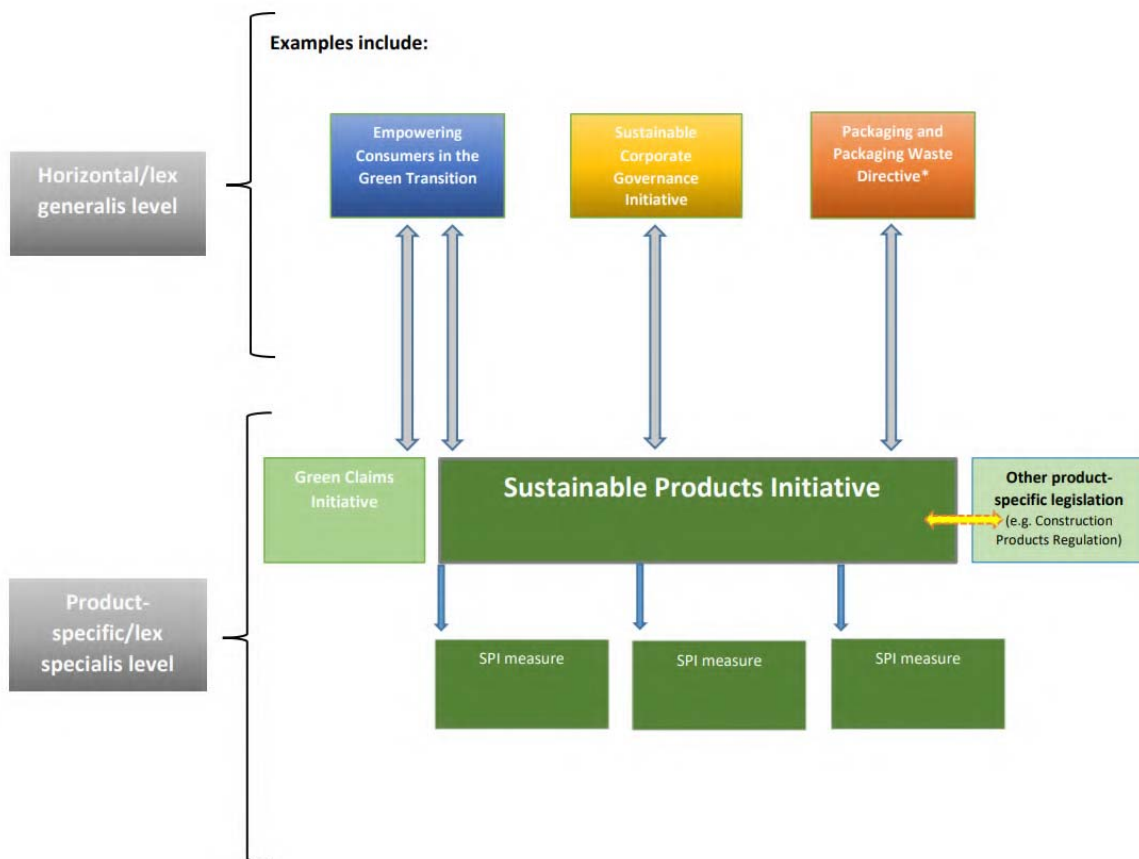 Examples include:
Empowering
Consumers in the
Green Transition
Sustainable
Corporate
Governance
Initiative
Packaging and
Packaging Waste
Directive*
Horizontal/lex
generalis level
Green Claims
Initiative
Sustainable Products Initiative
Other product-
specific legislation
(e.g. Construction
Products Regulation)
Product-
specific/lex
specialis level
SPI measure
SPI measure
SPI measure